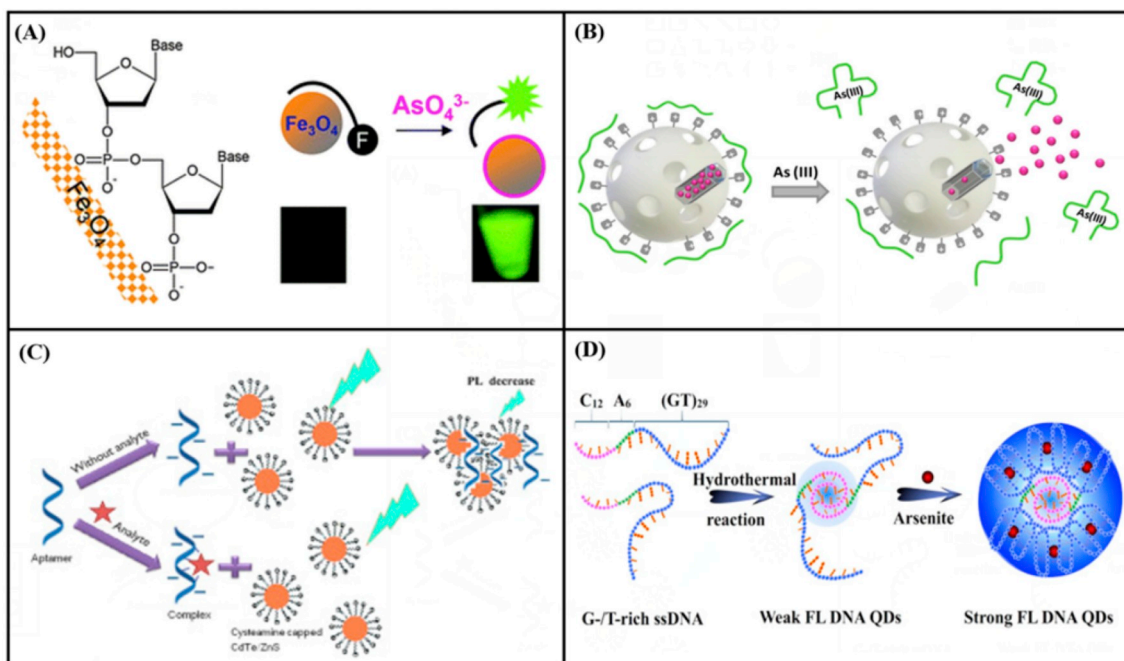 (A)
HO
Base
O
O
O=P-O
O-
Base
O
O
O=P-O-
O-
Fe3O4
Fe₃O₄
F
AsO₄³⁻
(B)
As(III)
As(III)
As (III)
As(III)
(C)
Without analyte
Analyte
Aptamer
Complex
Cysteamine capped
CdTe/ZnS
PL decrease
(D)
C₁₂ A₆ (GT)₂₉
Hydrothermal
reaction
Arsenite
G-/T-rich ssDNA
Weak FL DNA QDs
Strong FL DNA QDs